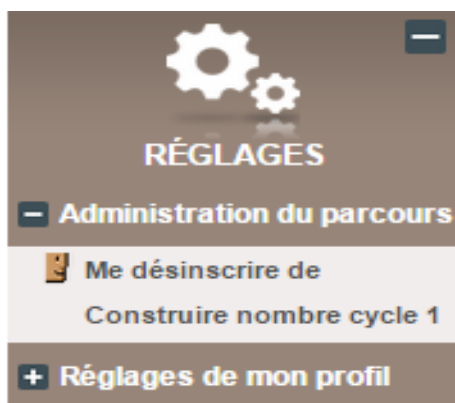 RÉGLAGES
Administration du parcours
Me désinscrire de
Construire nombre cycle 1
Réglages de mon profil